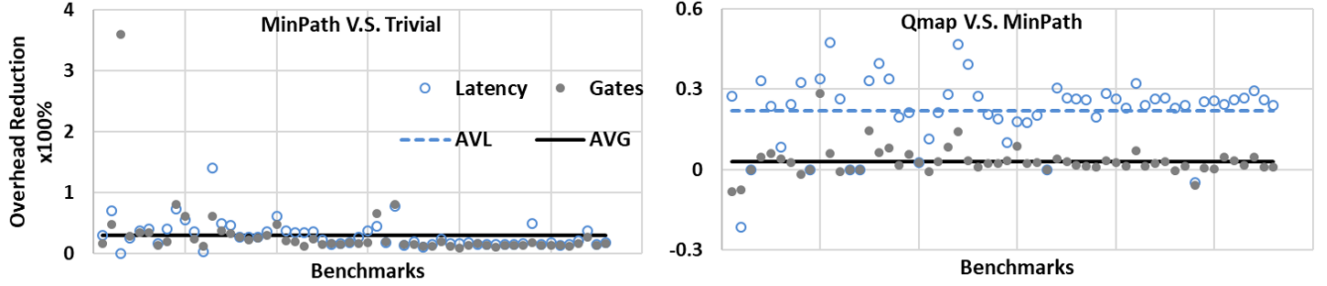 MinPath V.S. Trivial
Overhead Reduction
x100%
4
3
2
1
0
Latency
Gates
AVL
AVG
Benchmarks
Qmap V.S. MinPath
0.6
0.3
0
-0.3
Benchmarks